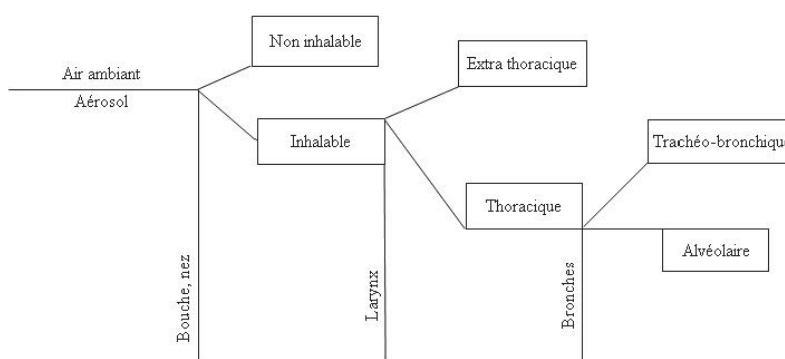 Non inhalable
Extra thoracique
Air ambiant
Aérosol
Inhalable
Trachéo-bronchique
Thoracique
Alvéolaire
Bouche, nez
Larynx
Bronches